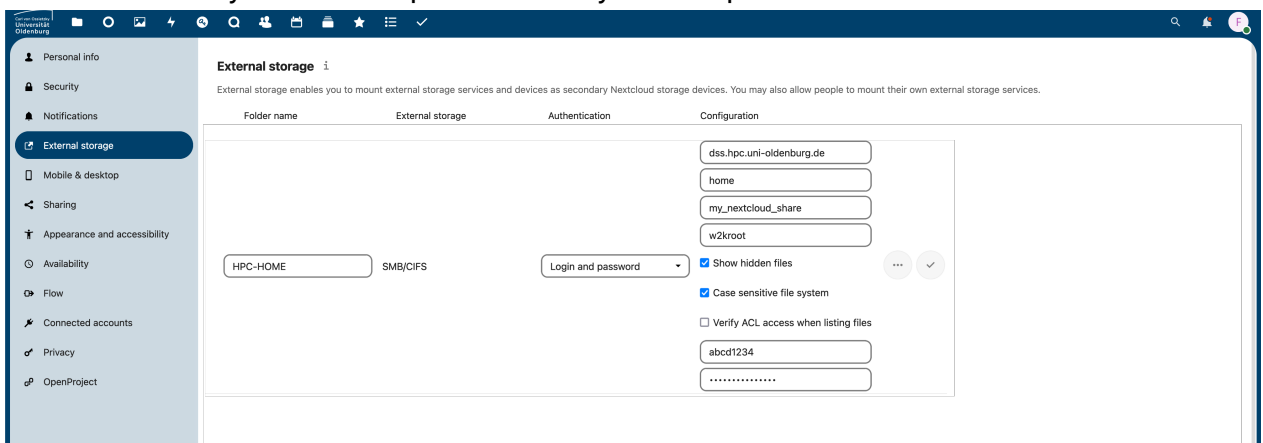 Carl von Ossietzky
Universität
Oldenburg
F
Personal info
Security
Notifications
External storage
Mobile & desktop
Sharing
Appearance and accessibility
Availability
Flow
Connected accounts
Privacy
OpenProject
External storage i
External storage enables you to mount external storage services and devices as secondary Nextcloud storage devices. You may also allow people to mount their own external storage services.
Folder name External storage Authentication Configuration
dss.hpc.uni-oldenburg.de
home
my_nextcloud_share
w2kroot
HPC-HOME SMB/CIFS Login and password Show hidden files
Case sensitive file system
Verify ACL access when listing files
abcd1234
•••••••••••••••